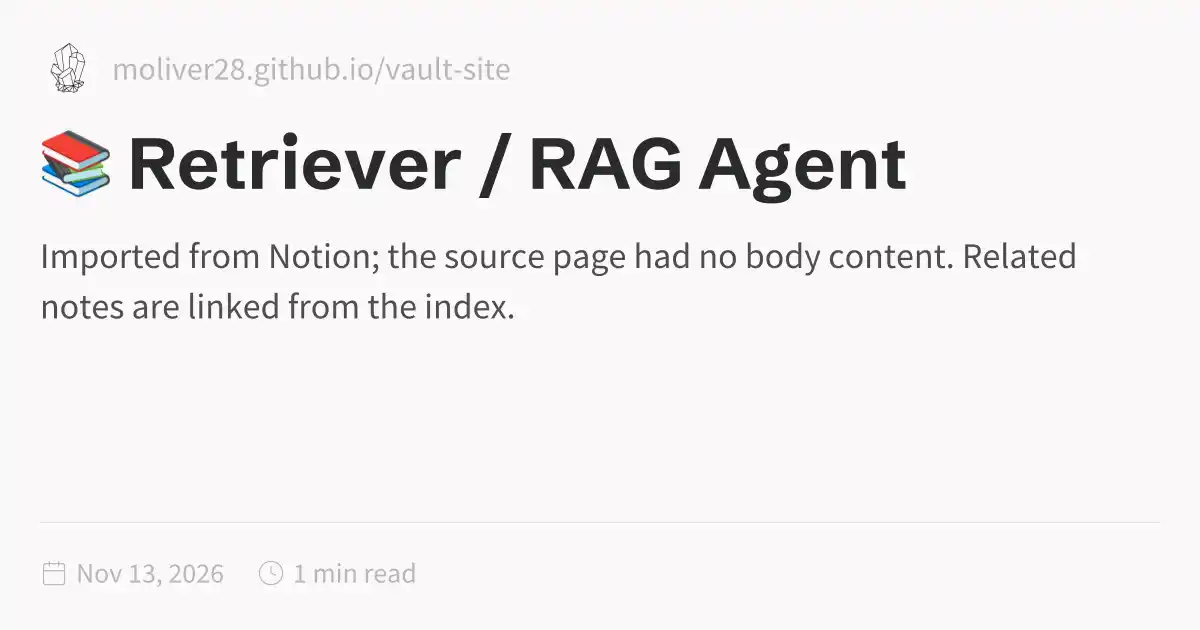 moliver28.github.io/vault-site
📚 Retriever / RAG Agent
Imported from Notion; the source page had no body content. Related
notes are linked from the index.
Nov 13, 2026 1 min read